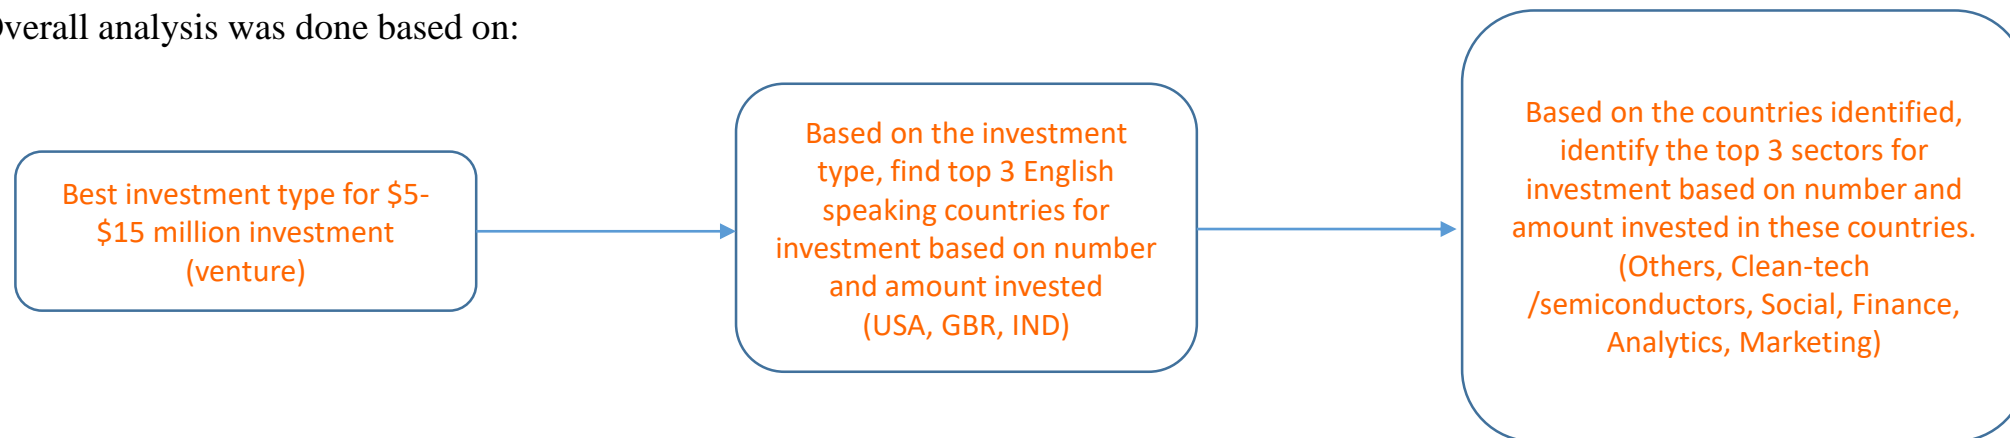 Overall analysis was done based on:
Best investment type for $5-
$15 million investment
(venture)
Based on the investment
type, find top 3 English
speaking countries for
investment based on number
and amount invested
(USA, GBR, IND)
Based on the countries identified,
identify the top 3 sectors for
investment based on number and
amount invested in these countries.
(Others, Clean-tech
/semiconductors, Social, Finance,
Analytics, Marketing)